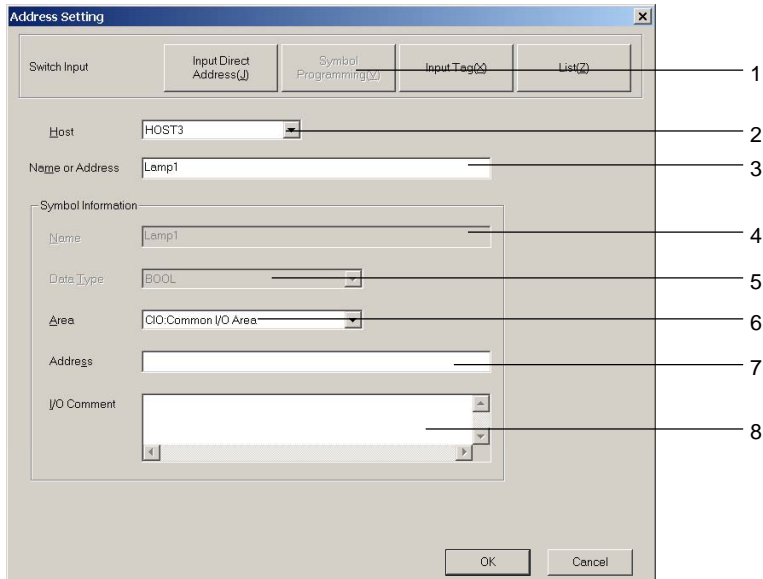 Address Setting
Switch Input
Input Direct
Address(J)
Symbol
Programming(V)
Input Tag(X)
List(Z)
1
Host
HOST3
2
Name or Address
Lamp1
3
Symbol Information
Name
Lamp1
4
Data Type
BOOL
5
Area
CIO:Common I/O Area
6
Address
7
I/O Comment
8
OK
Cancel